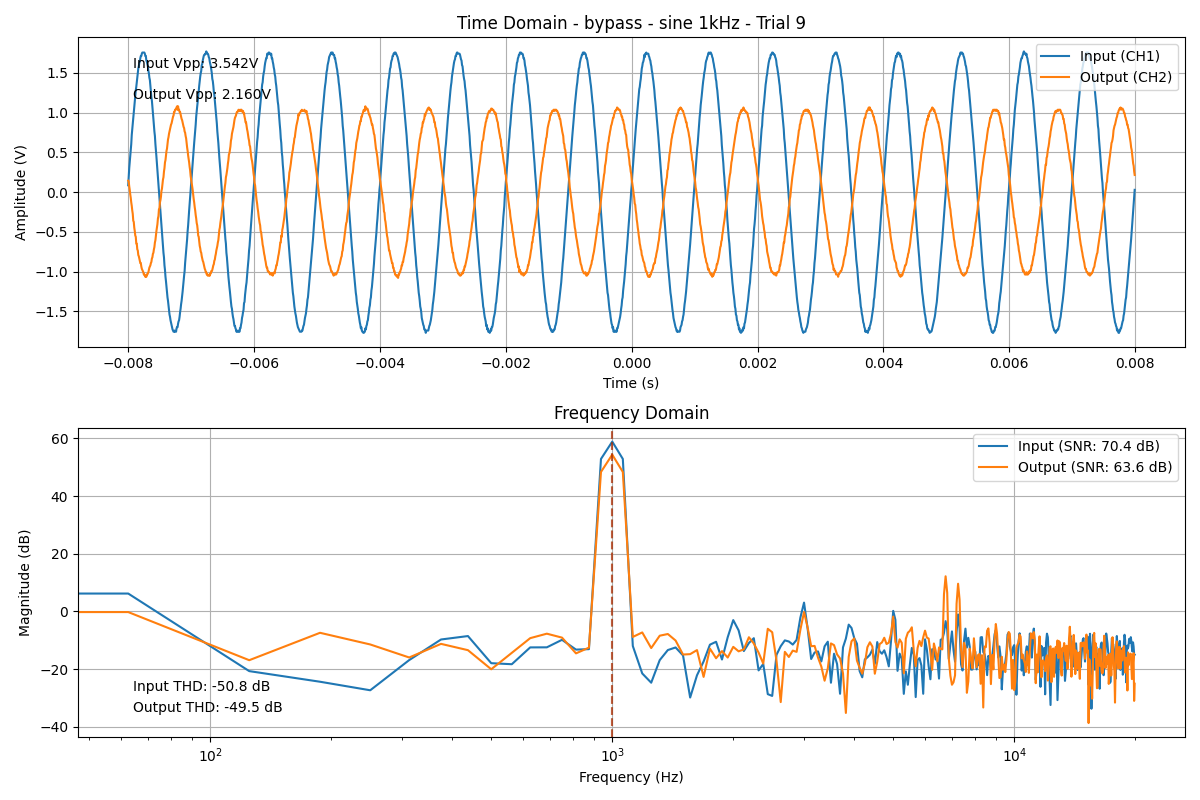 Time Domain - bypass - sine 1kHz - Trial 9
Input Vpp: 3.542V
Output Vpp: 2.160V
Input (CH1)
Output (CH2)
1.5
1.0
0.5
0.0
−0.5
−1.0
−1.5
Amplitude (V)
−0.008
−0.006
−0.004
−0.002
0.000
0.002
0.004
0.006
0.008
Time (s)
Frequency Domain
Input (SNR: 70.4 dB)
Output (SNR: 63.6 dB)
60
40
20
0
−20
−40
Magnitude (dB)
Input THD: -50.8 dB
Output THD: -49.5 dB
10²
10³
10⁴
Frequency (Hz)